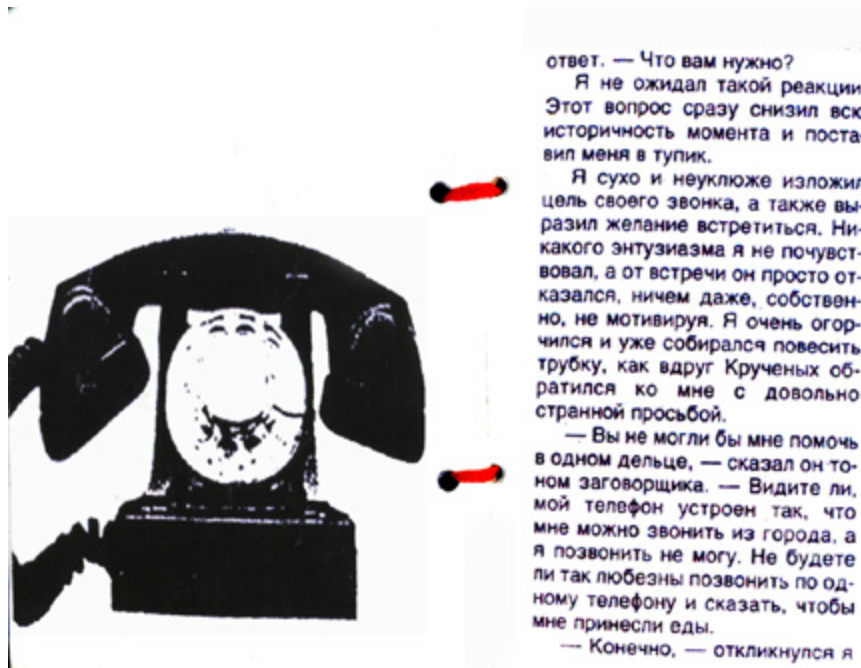 ответ. — Что вам нужно?
Я не ожидал такой реакции
Этот вопрос сразу снизил вск
историчность момента и поста-
вил меня в тупик.
Я сухо и неуклюже изложил
цель своего звонка, а также вы-
разил желание встретиться. Ни-
какого энтузиазма я не почувст-
вовал, а от встречи он просто от-
казался, ничем даже, собствен-
но, не мотивируя. Я очень огор-
чился и уже собирался повесить
трубку, как вдруг Крученых об-
ратился ко мне с довольно
странной просьбой.
— Вы не могли бы мне помочь
в одном дельце, — сказал он то-
ном заговорщика. — Видите ли,
мой телефон устроен так, что
мне можно звонить из города, а
я позвонить не могу. Не будете
ли так любезны позвонить по од-
ному телефону и сказать, чтобы
мне принесли еды.
— Конечно, — откликнулся я